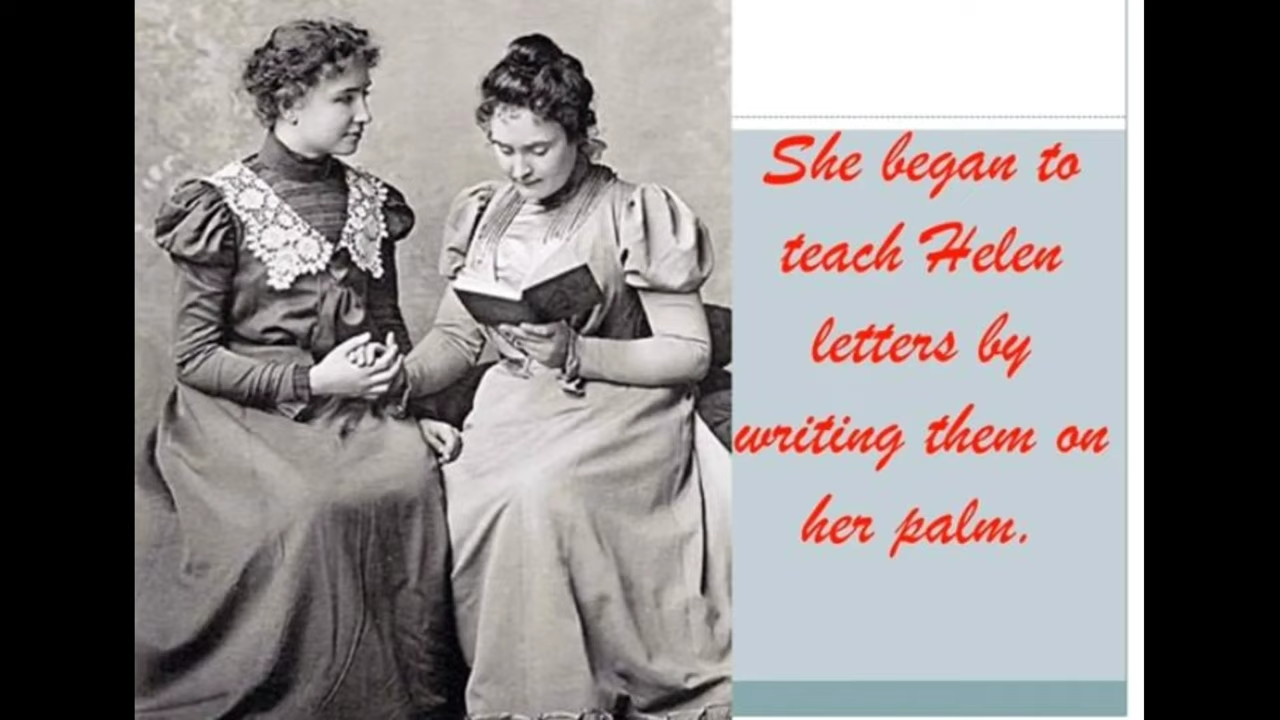 She began to
teach Helen
letters by
writing them on
her palm.